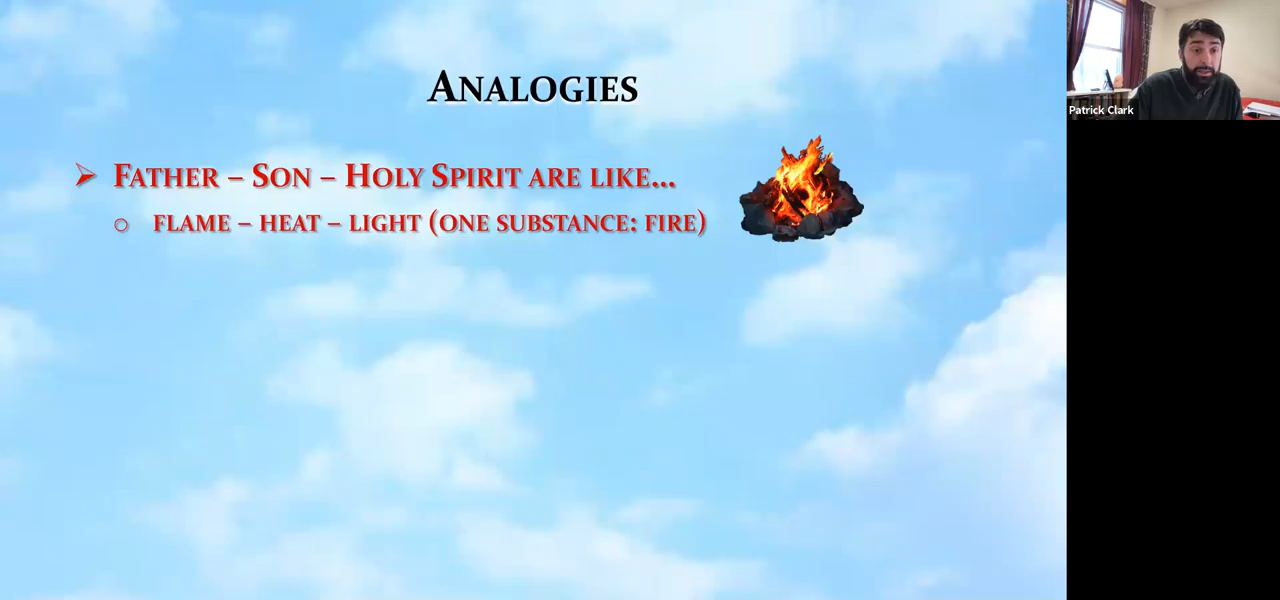 Analogies
Patrick Clark
➢ Father – Son – Holy Spirit are like...
○ flame – heat – light (one substance: fire)